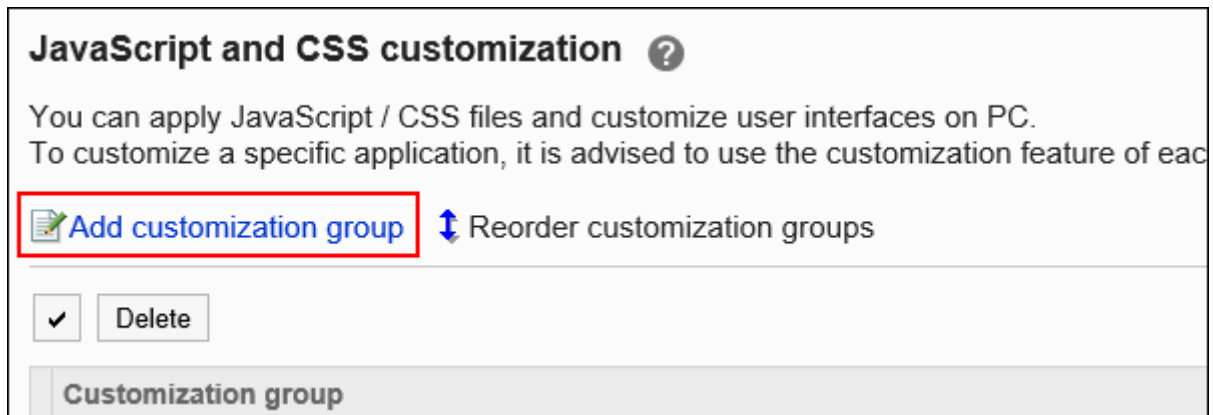 JavaScript and CSS customization ?
You can apply JavaScript / CSS files and customize user interfaces on PC.
To customize a specific application, it is advised to use the customization feature of eac
Add customization group Reorder customization groups
Delete
Customization group